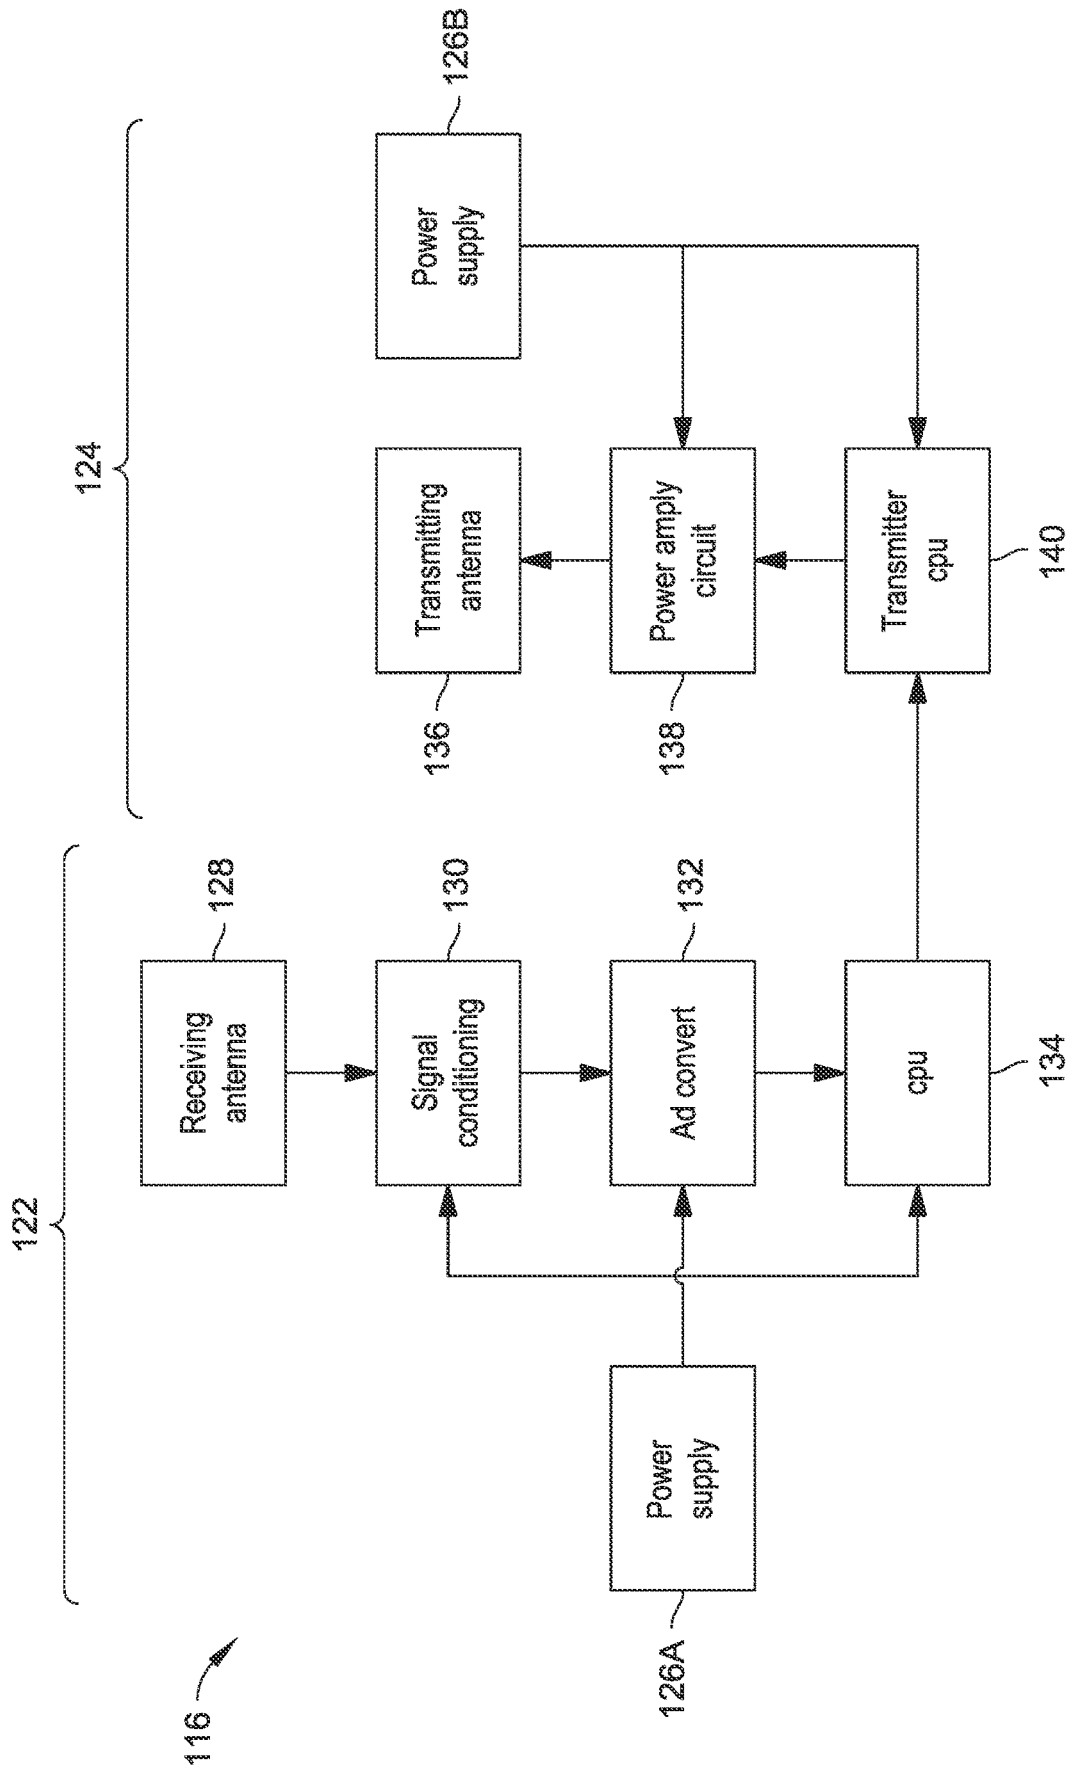 116
122
124
Receiving
antenna
128
Signal
conditioning
130
Transmitting
antenna
136
Power
supply
126B
Power
supply
126A
Ad convert
132
Power amply
circuit
138
cpu
134
Transmitter
cpu
140